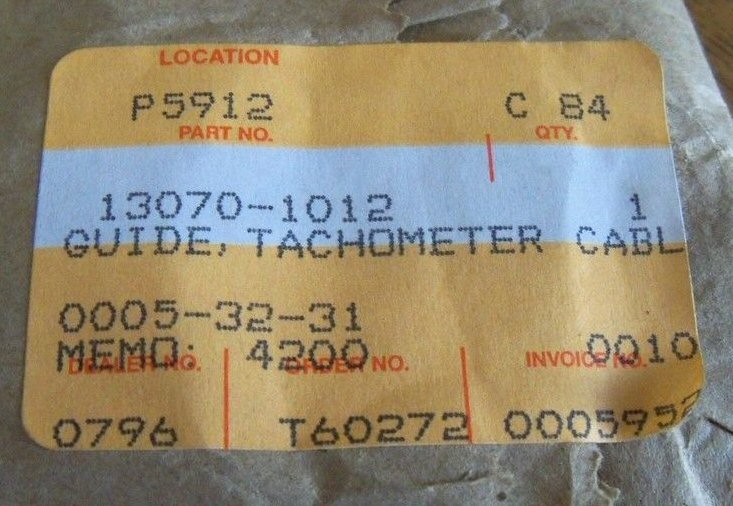 LOCATION
P5912 C 84
PART NO. QTY.
13070-1012 1
GUIDE, TACHOMETER CABL
0005-32-31
MEMO: 4200 0010
DEALER NO. ORDER NO. INVOICE NO.
0796 T60272 0005952